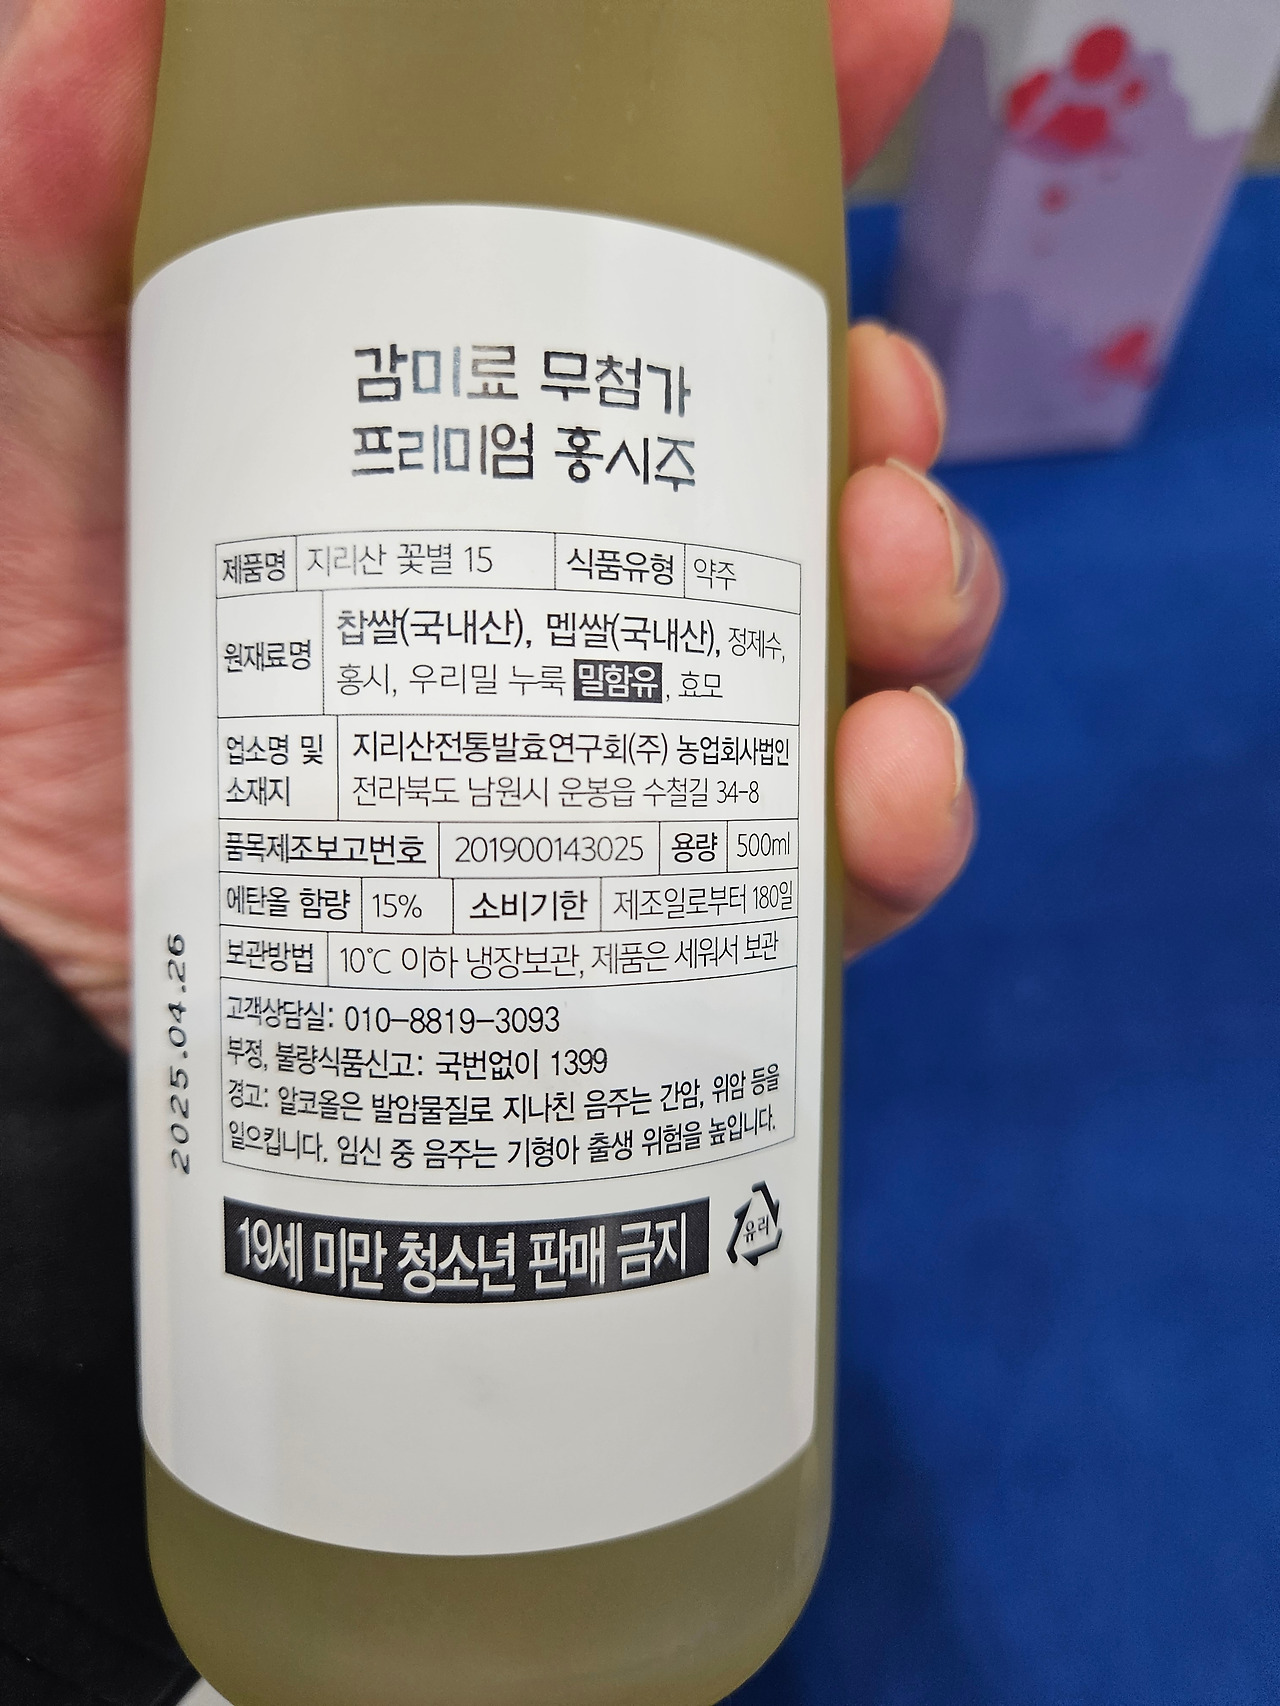 감미료 무첨가
프리미엄 홍시주
제품명 지리산 꽃별 15 식품유형 약주
원재료명 찹쌀(국내산), 멥쌀(국내산), 정제수,
홍시, 우리밀 누룩 밀함유, 효모
업소명 및 소재지 지리산전통발효연구회(주) 농업회사법인
전라북도 남원시 운봉읍 수철길 34-8
품목제조보고번호 201900143025 용량 500ml
에탄올 함량 15% 소비기한 제조일로부터 180일
보관방법 10℃ 이하 냉장보관, 제품은 세워서 보관
고객상담실: 010-8819-3093
부정, 불량식품신고: 국번없이 1399
경고: 알코올은 발암물질로 지나친 음주는 간암, 위암 등을
일으킵니다. 임신 중 음주는 기형아 출생 위험을 높입니다.
19세 미만 청소년 판매 금지
유리
2025.04.26